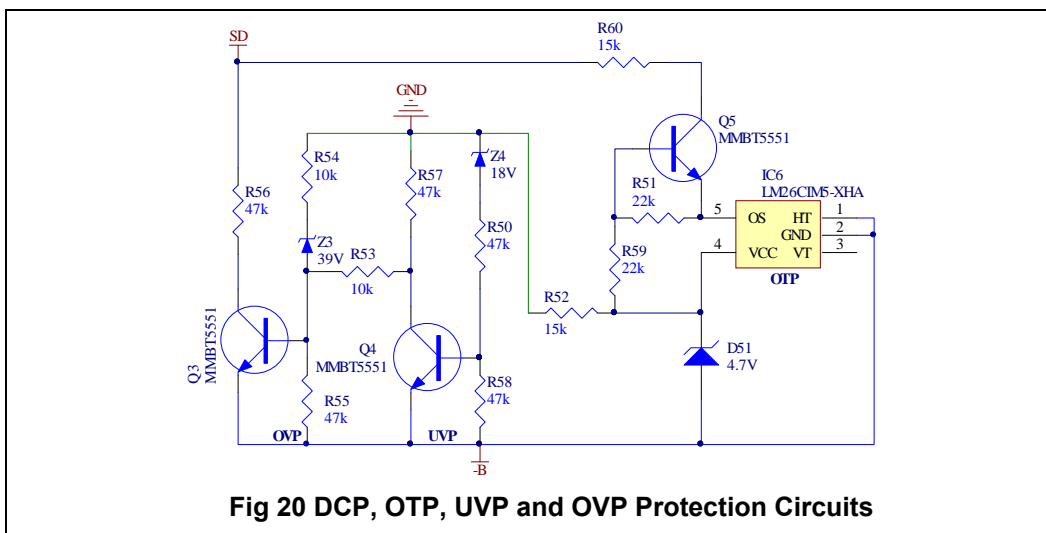 SD
R60
15k
GND
Q5
MMBT5551
R54
10k
R57
47k
Z4
18V
IC6
LM26CIM5-XHA
R56
47k
R51
22k
5 OS HT 1
GND 2
4 VCC VT 3
OTP
R50
47k
Z3
39V
R53
10k
R59
22k
R52
15k
Q3
MMBT5551
Q4
MMBT5551
D51
4.7V
R55
47k
R58
47k
OVP
UVP
-B
Fig 20 DCP, OTP, UVP and OVP Protection Circuits